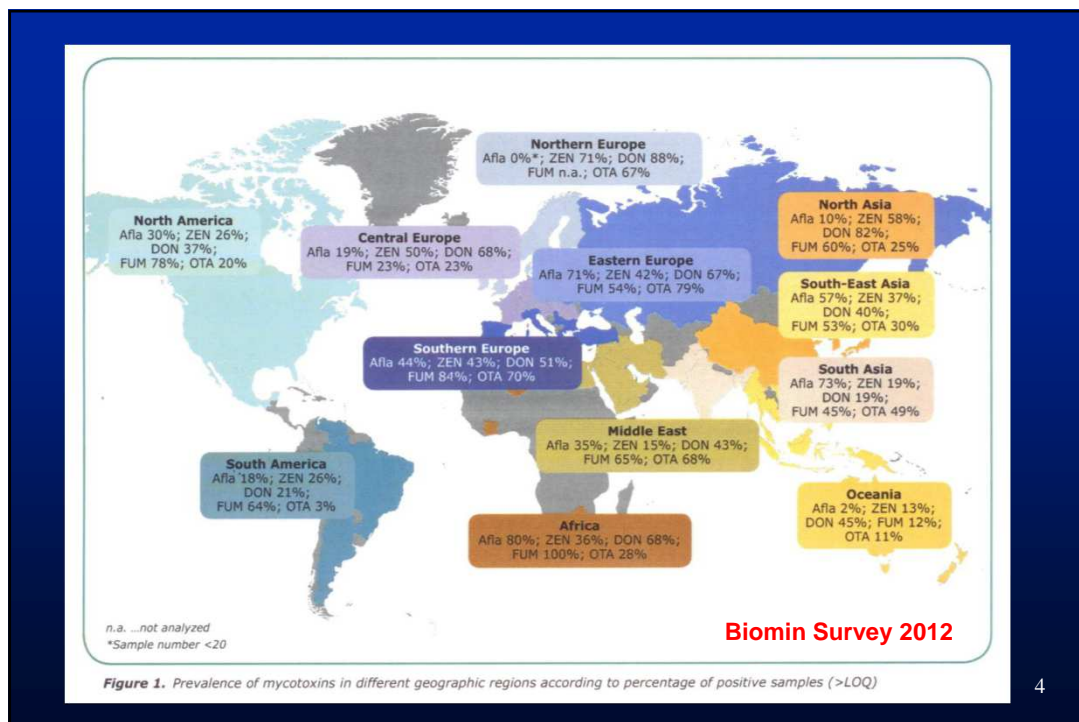 Northern Europe
Afla 0%*; ZEN 71%; DON 88%;
FUM n.a.; OTA 67%
North America
Afla 30%; ZEN 26%;
DON 37%;
FUM 78%; OTA 20%
Central Europe
Afla 19%; ZEN 50%; DON 68%;
FUM 23%; OTA 23%
Eastern Europe
Afla 71%; ZEN 42%; DON 67%;
FUM 54%; OTA 79%
North Asia
Afla 10%; ZEN 58%;
DON 82%;
FUM 60%; OTA 25%
South-East Asia
Afla 57%; ZEN 37%;
DON 40%;
FUM 53%; OTA 30%
Southern Europe
Afla 44%; ZEN 43%; DON 51%;
FUM 84%; OTA 70%
South Asia
Afla 73%; ZEN 19%;
DON 19%;
FUM 45%; OTA 49%
Middle East
Afla 35%; ZEN 15%; DON 43%;
FUM 65%; OTA 68%
South America
Afla 18%; ZEN 26%;
DON 21%;
FUM 64%; OTA 3%
Oceania
Afla 2%; ZEN 13%;
DON 45%; FUM 12%;
OTA 11%
Africa
Afla 80%; ZEN 36%; DON 68%;
FUM 100%; OTA 28%
n.a. ...not analyzed
*Sample number <20
Biomin Survey 2012
Figure 1. Prevalence of mycotoxins in different geographic regions according to percentage of positive samples (>LOQ)
4